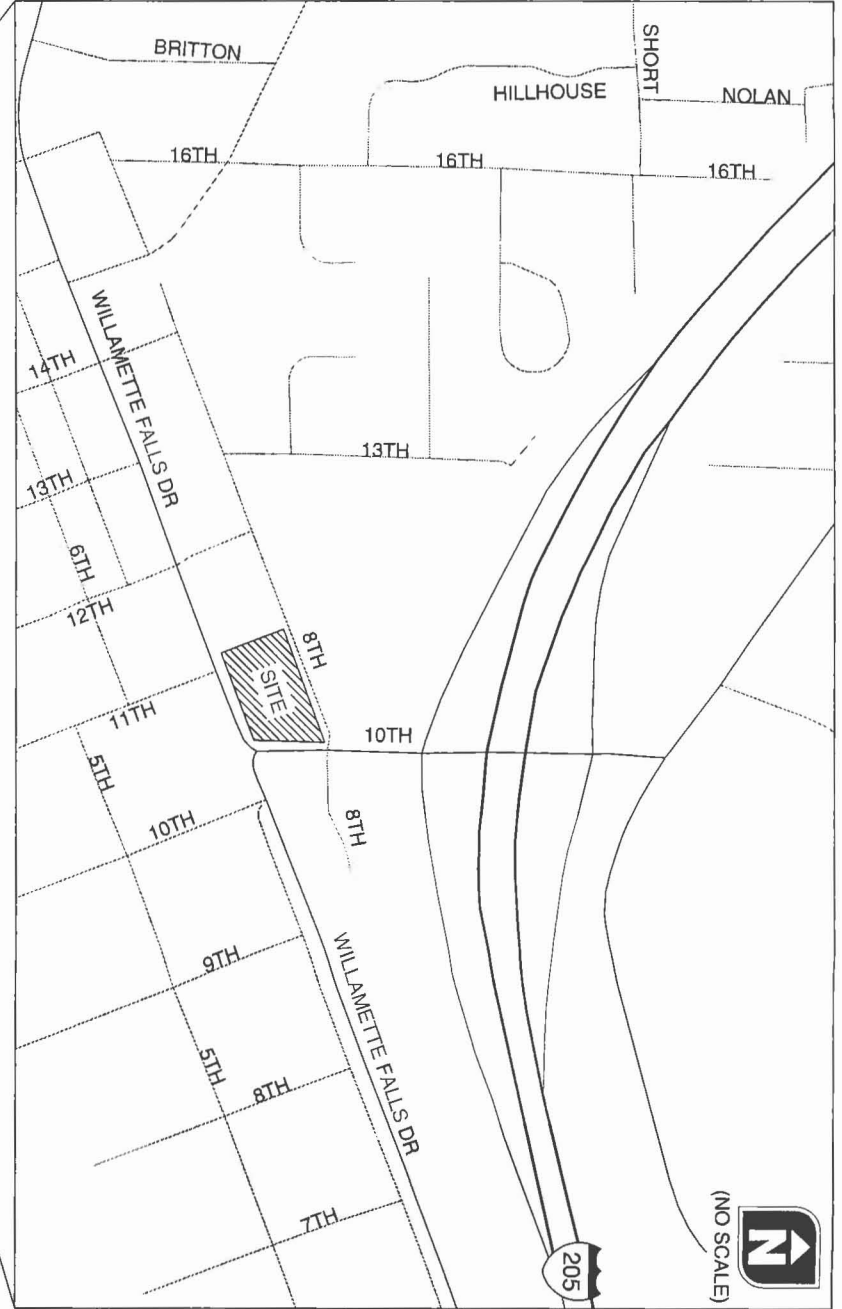 BRITTON
SHORT
HILLHOUSE
NOLAN
16TH
16TH
16TH
WILLAMETTE FALLS DR
14TH
13TH
13TH
6TH
12TH
8TH
SITE
11TH
10TH
5TH
8TH
10TH
WILLAMETTE FALLS DR
9TH
5TH
8TH
7TH
N
(NO SCALE)
205